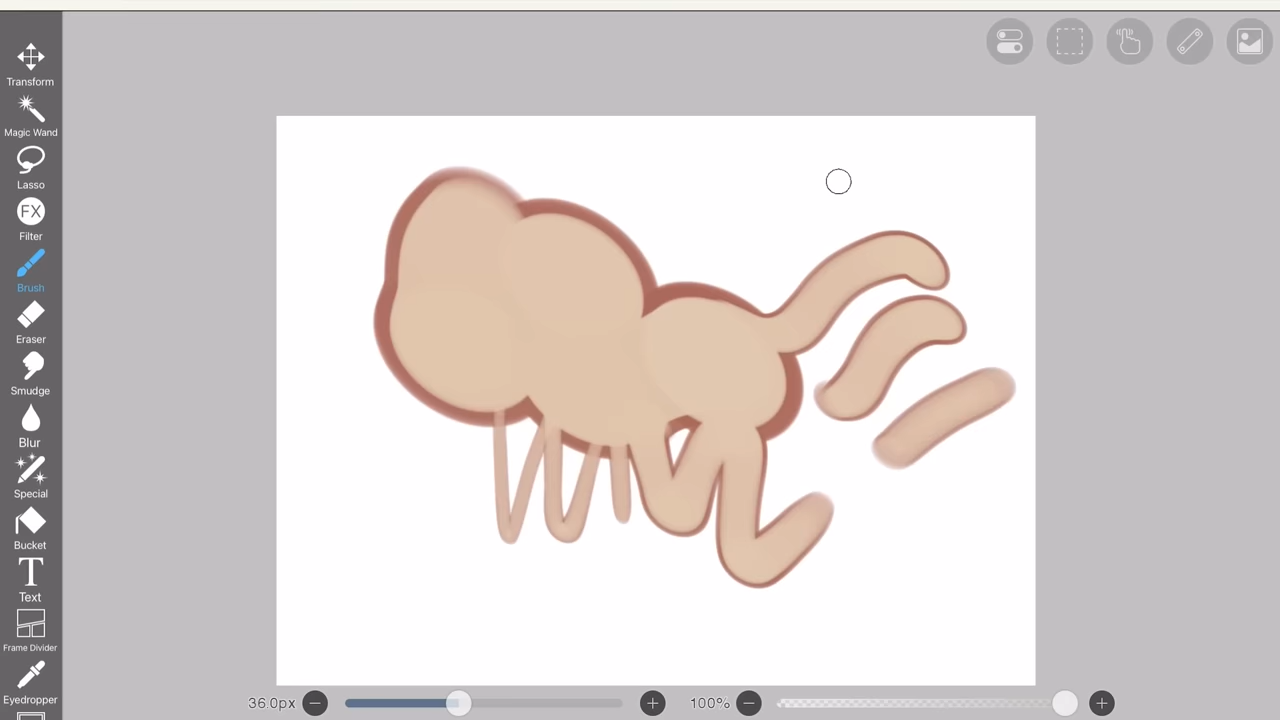 Transform
Magic Wand
Lasso
FX
Filter
Brush
Eraser
Smudge
Blur
Special
Bucket
T
Text
Frame Divider
Eyedropper
36.0px
100%